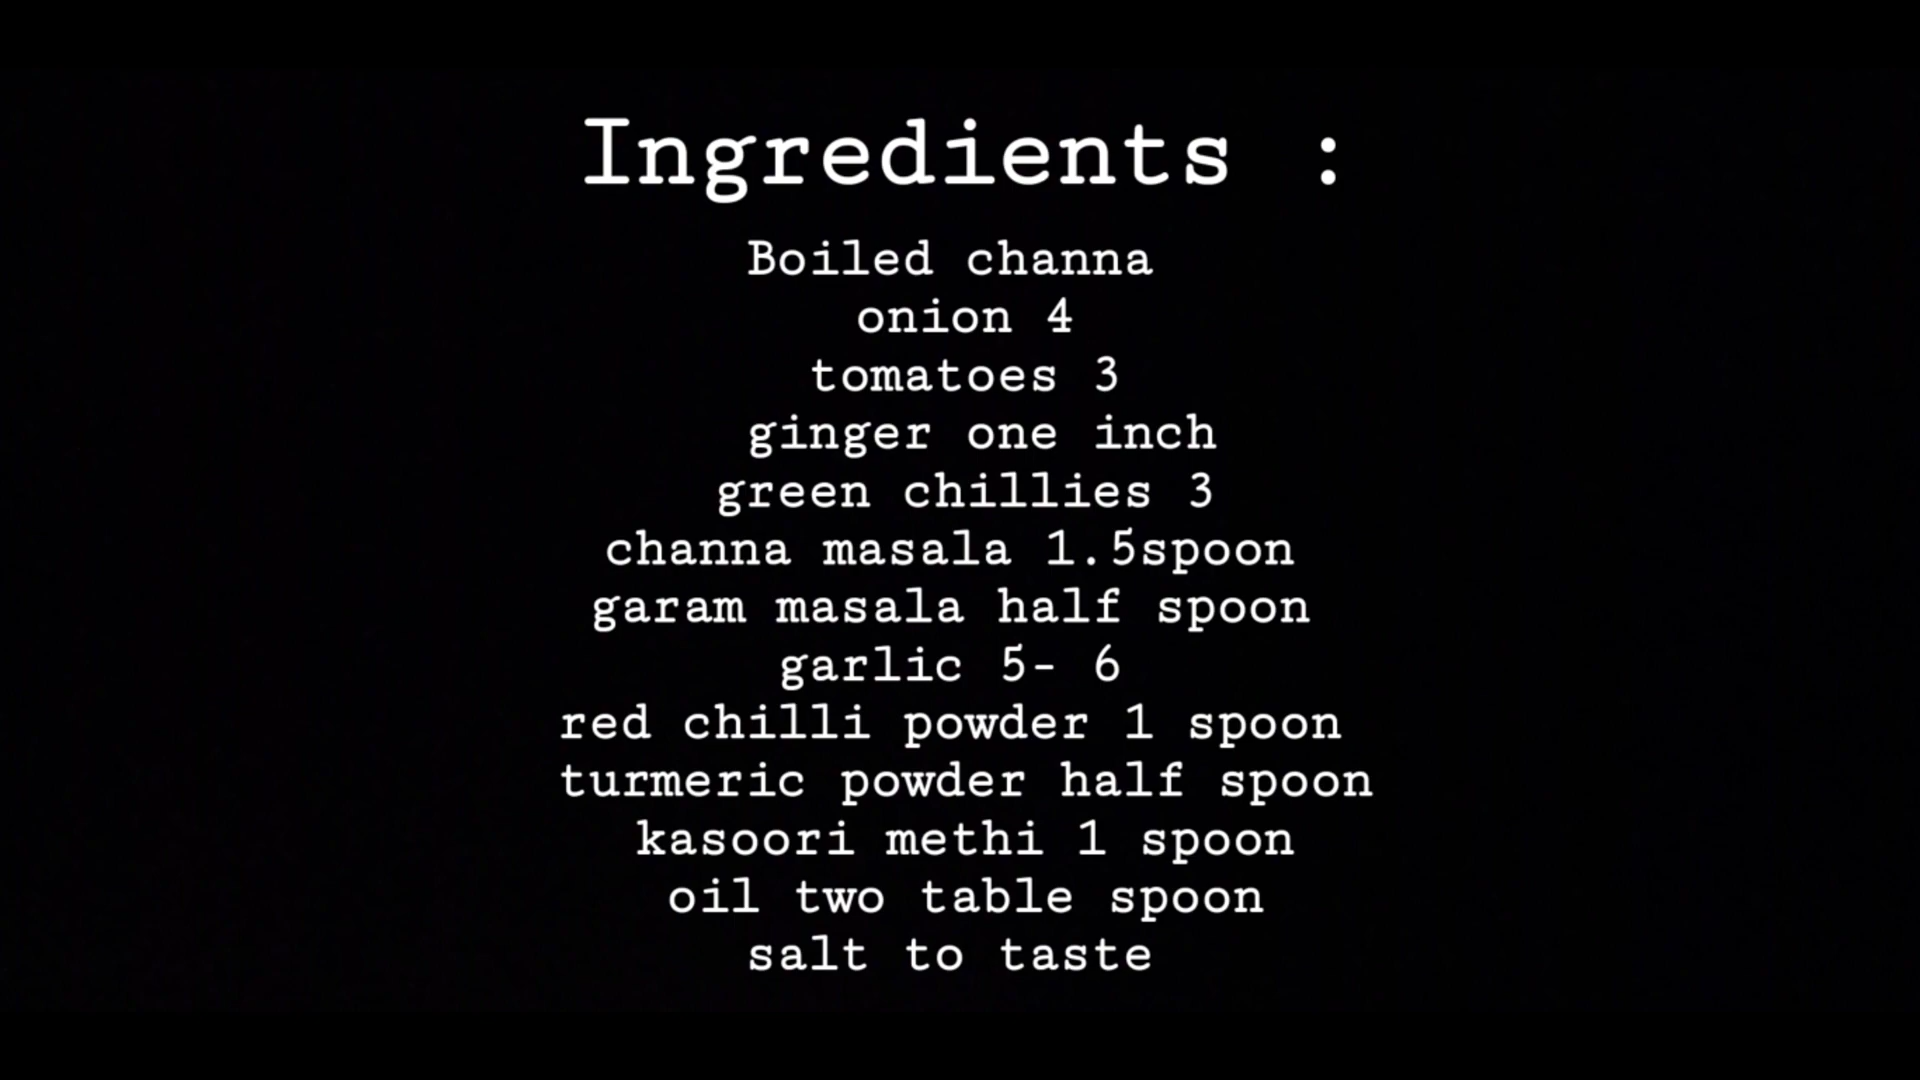 Ingredients :
Boiled channa
onion 4
tomatoes 3
ginger one inch
green chillies 3
channa masala 1.5spoon
garam masala half spoon
garlic 5- 6
red chilli powder 1 spoon
turmeric powder half spoon
kasoori methi 1 spoon
oil two table spoon
salt to taste